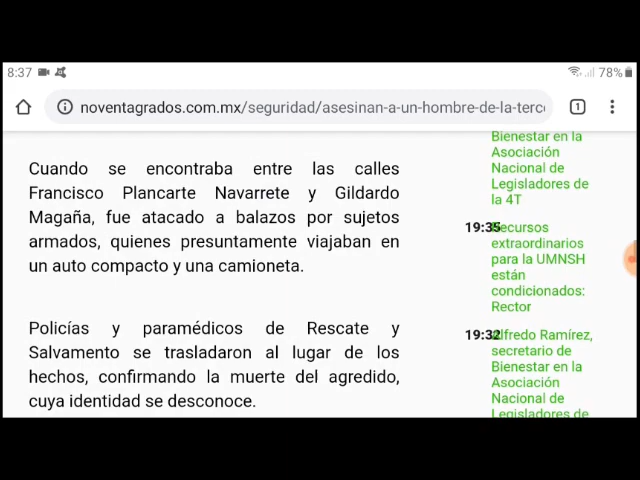 8:37
78%
noventagrados.com.mx/seguridad/asesinan-a-un-hombre-de-la-terc
1
Cuando se encontraba entre las calles
Francisco Plancarte Navarrete y Gildardo
Magaña, fue atacado a balazos por sujetos
armados, quienes presuntamente viajaban en
un auto compacto y una camioneta.
Policías y paramédicos de Rescate y
Salvamento se trasladaron al lugar de los
hechos, confirmando la muerte del agredido,
cuya identidad se desconoce.
Bienestar en la
Asociación
Nacional de
Legisladores de
la 4T
19:35 Recursos
extraordinarios
para la UMNSH
están
condicionados:
Rector
19:32 Alfredo Ramírez,
secretario de
Bienestar en la
Asociación
Nacional de
Legisladores de